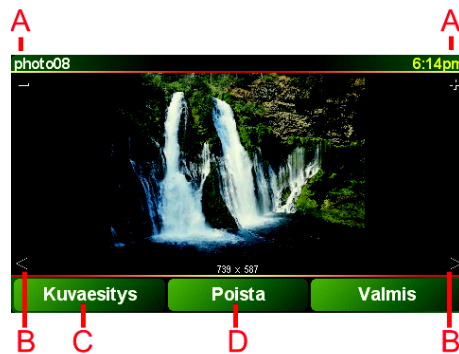 A A
photo08 6:14pm
− +
739 x 587
< >
Kuvaesitys Poista Valmis
B C D B